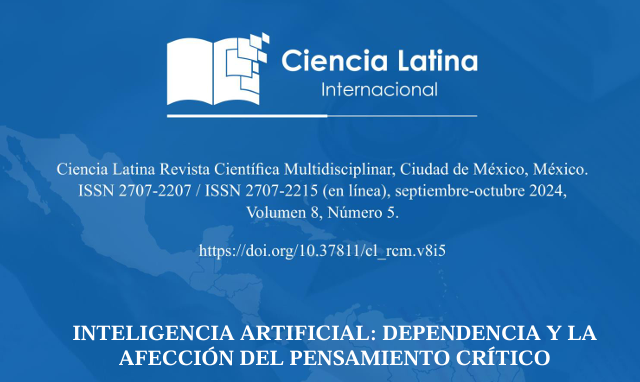 Ciencia Latina
Internacional
Ciencia Latina Revista Científica Multidisciplinar, Ciudad de México, México.
ISSN 2707-2207 / ISSN 2707-2215 (en línea), septiembre-octubre 2024,
Volumen 8, Número 5.
https://doi.org/10.37811/cl_rcm.v8i5
INTELIGENCIA ARTIFICIAL: DEPENDENCIA Y LA
AFECCIÓN DEL PENSAMIENTO CRÍTICO